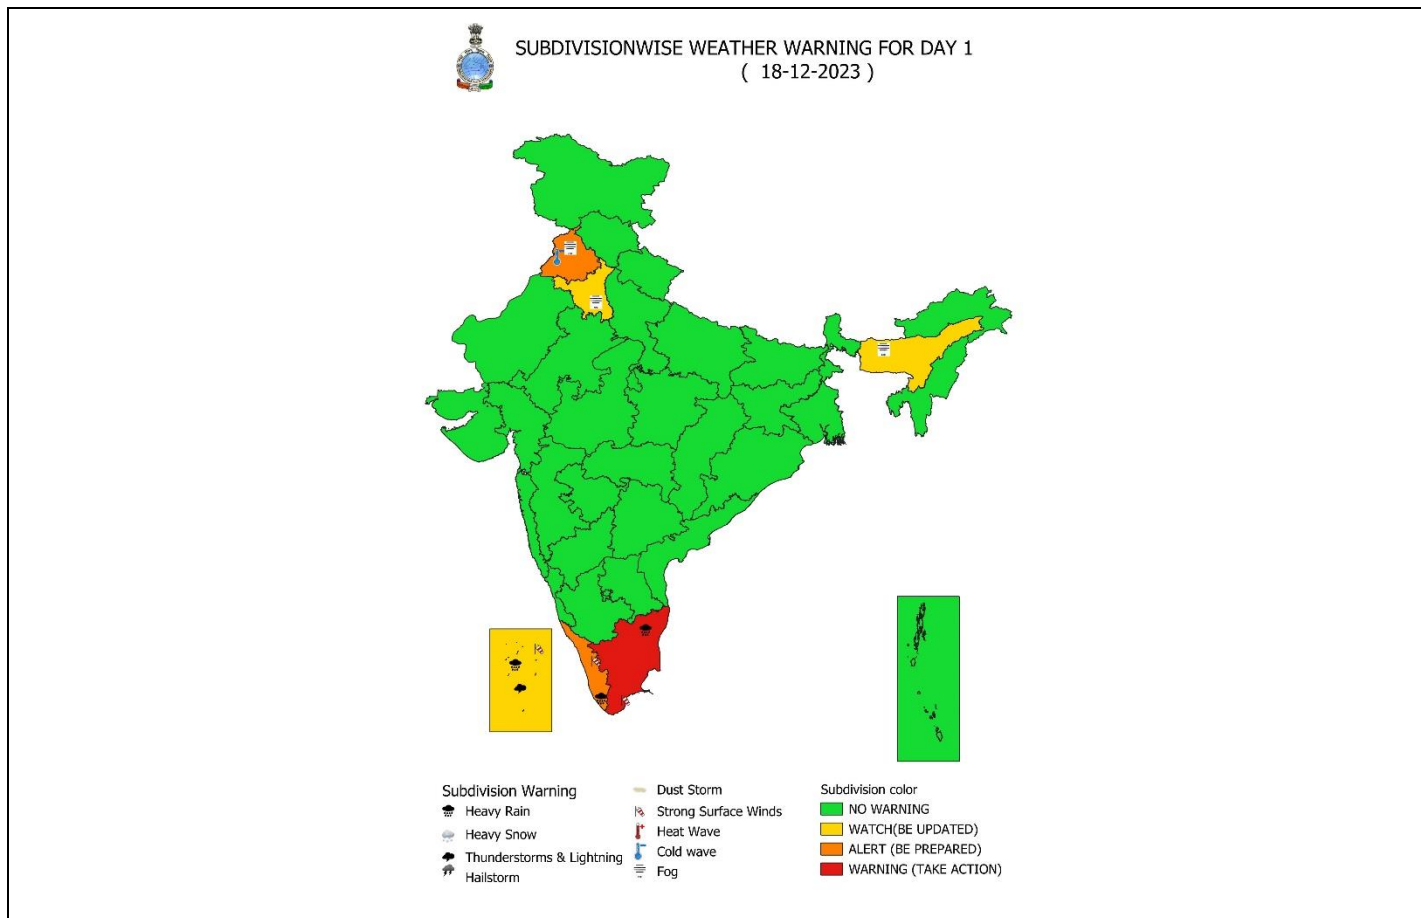 SUBDIVISIONWISE WEATHER WARNING FOR DAY 1
( 18-12-2023 )
Subdivision Warning
Heavy Rain
Heavy Snow
Thunderstorms & Lightning
Hailstorm
Dust Storm
Strong Surface Winds
Heat Wave
Cold wave
Fog
Subdivision color
NO WARNING
WATCH(BE UPDATED)
ALERT (BE PREPARED)
WARNING (TAKE ACTION)